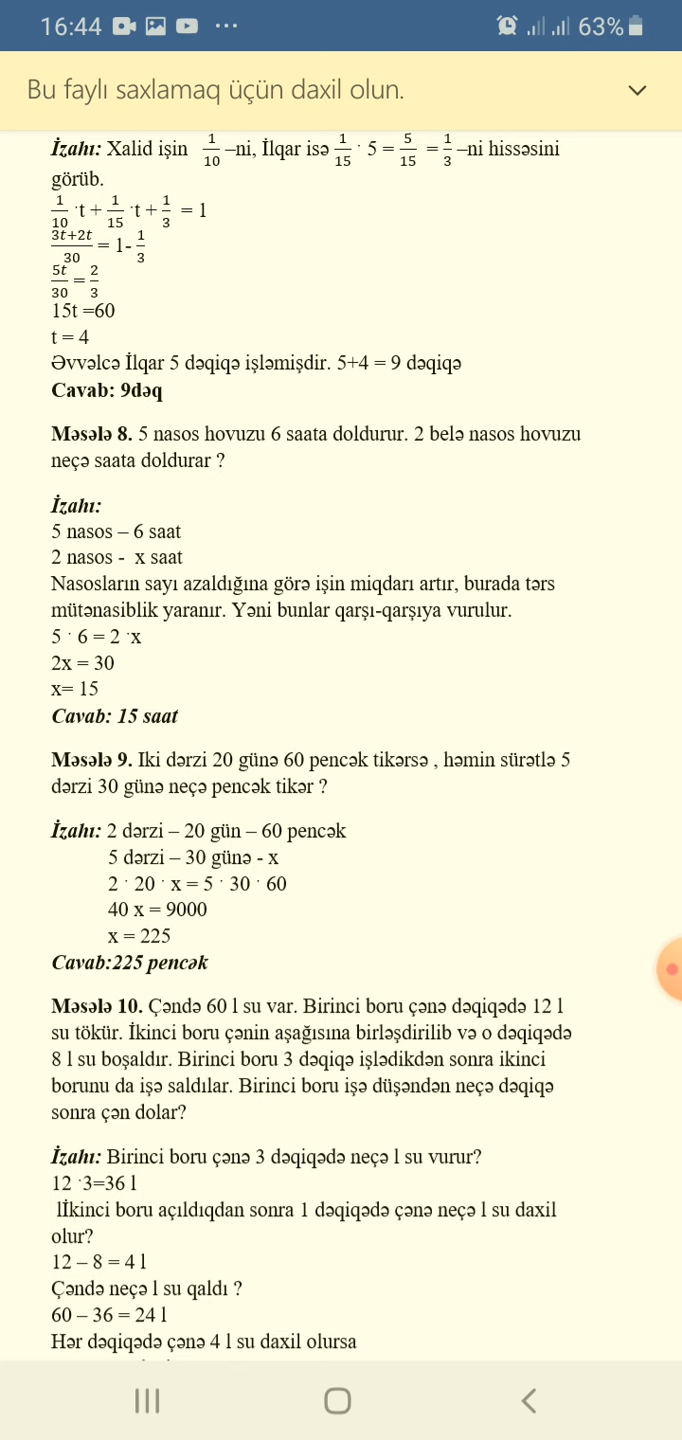 16:44 ... 63%
Bu faylı saxlamaq üçün daxil olun.
İzahı: Xalid işin 1/10 –ni, İlqar isə 1/15 · 5 = 5/15 = 1/3 –ni hissəsini
görüb.
1/10 ·t + 1/15 ·t + 1/3 = 1
3t+2t/30 = 1- 1/3
5t/30 = 2/3
15t =60
t = 4
Əvvəlcə İlqar 5 dəqiqə işləmişdir. 5+4 = 9 dəqiqə
Cavab: 9dəq
Məsələ 8. 5 nasos hovuzu 6 saata doldurur. 2 belə nasos hovuzu
neçə saata doldurar ?
İzahı:
5 nasos – 6 saat
2 nasos - x saat
Nasosların sayı azaldığına görə işin miqdarı artır, burada tərs
mütənasiblik yaranır. Yəni bunlar qarşı-qarşıya vurulur.
5 · 6 = 2 ·x
2x = 30
x= 15
Cavab: 15 saat
Məsələ 9. Iki dərzi 20 günə 60 pencək tikərsə , həmin sürətlə 5
dərzi 30 günə neçə pencək tikər ?
İzahı: 2 dərzi – 20 gün – 60 pencək
5 dərzi – 30 günə - x
2 · 20 · x = 5 · 30 · 60
40 x = 9000
x = 225
Cavab:225 pencək
Məsələ 10. Çəndə 60 l su var. Birinci boru çənə dəqiqədə 12 l
su tökür. İkinci boru çənin aşağısına birləşdirilib və o dəqiqədə
8 l su boşaldır. Birinci boru 3 dəqiqə işlədikdən sonra ikinci
borunu da işə saldılar. Birinci boru işə düşəndən neçə dəqiqə
sonra çən dolar?
İzahı: Birinci boru çənə 3 dəqiqədə neçə l su vurur?
12 ·3=36 l
lİkinci boru açıldıqdan sonra 1 dəqiqədə çənə neçə l su daxil
olur?
12 – 8 = 4 l
Çəndə neçə l su qaldı ?
60 – 36 = 24 l
Hər dəqiqədə çənə 4 l su daxil olursa